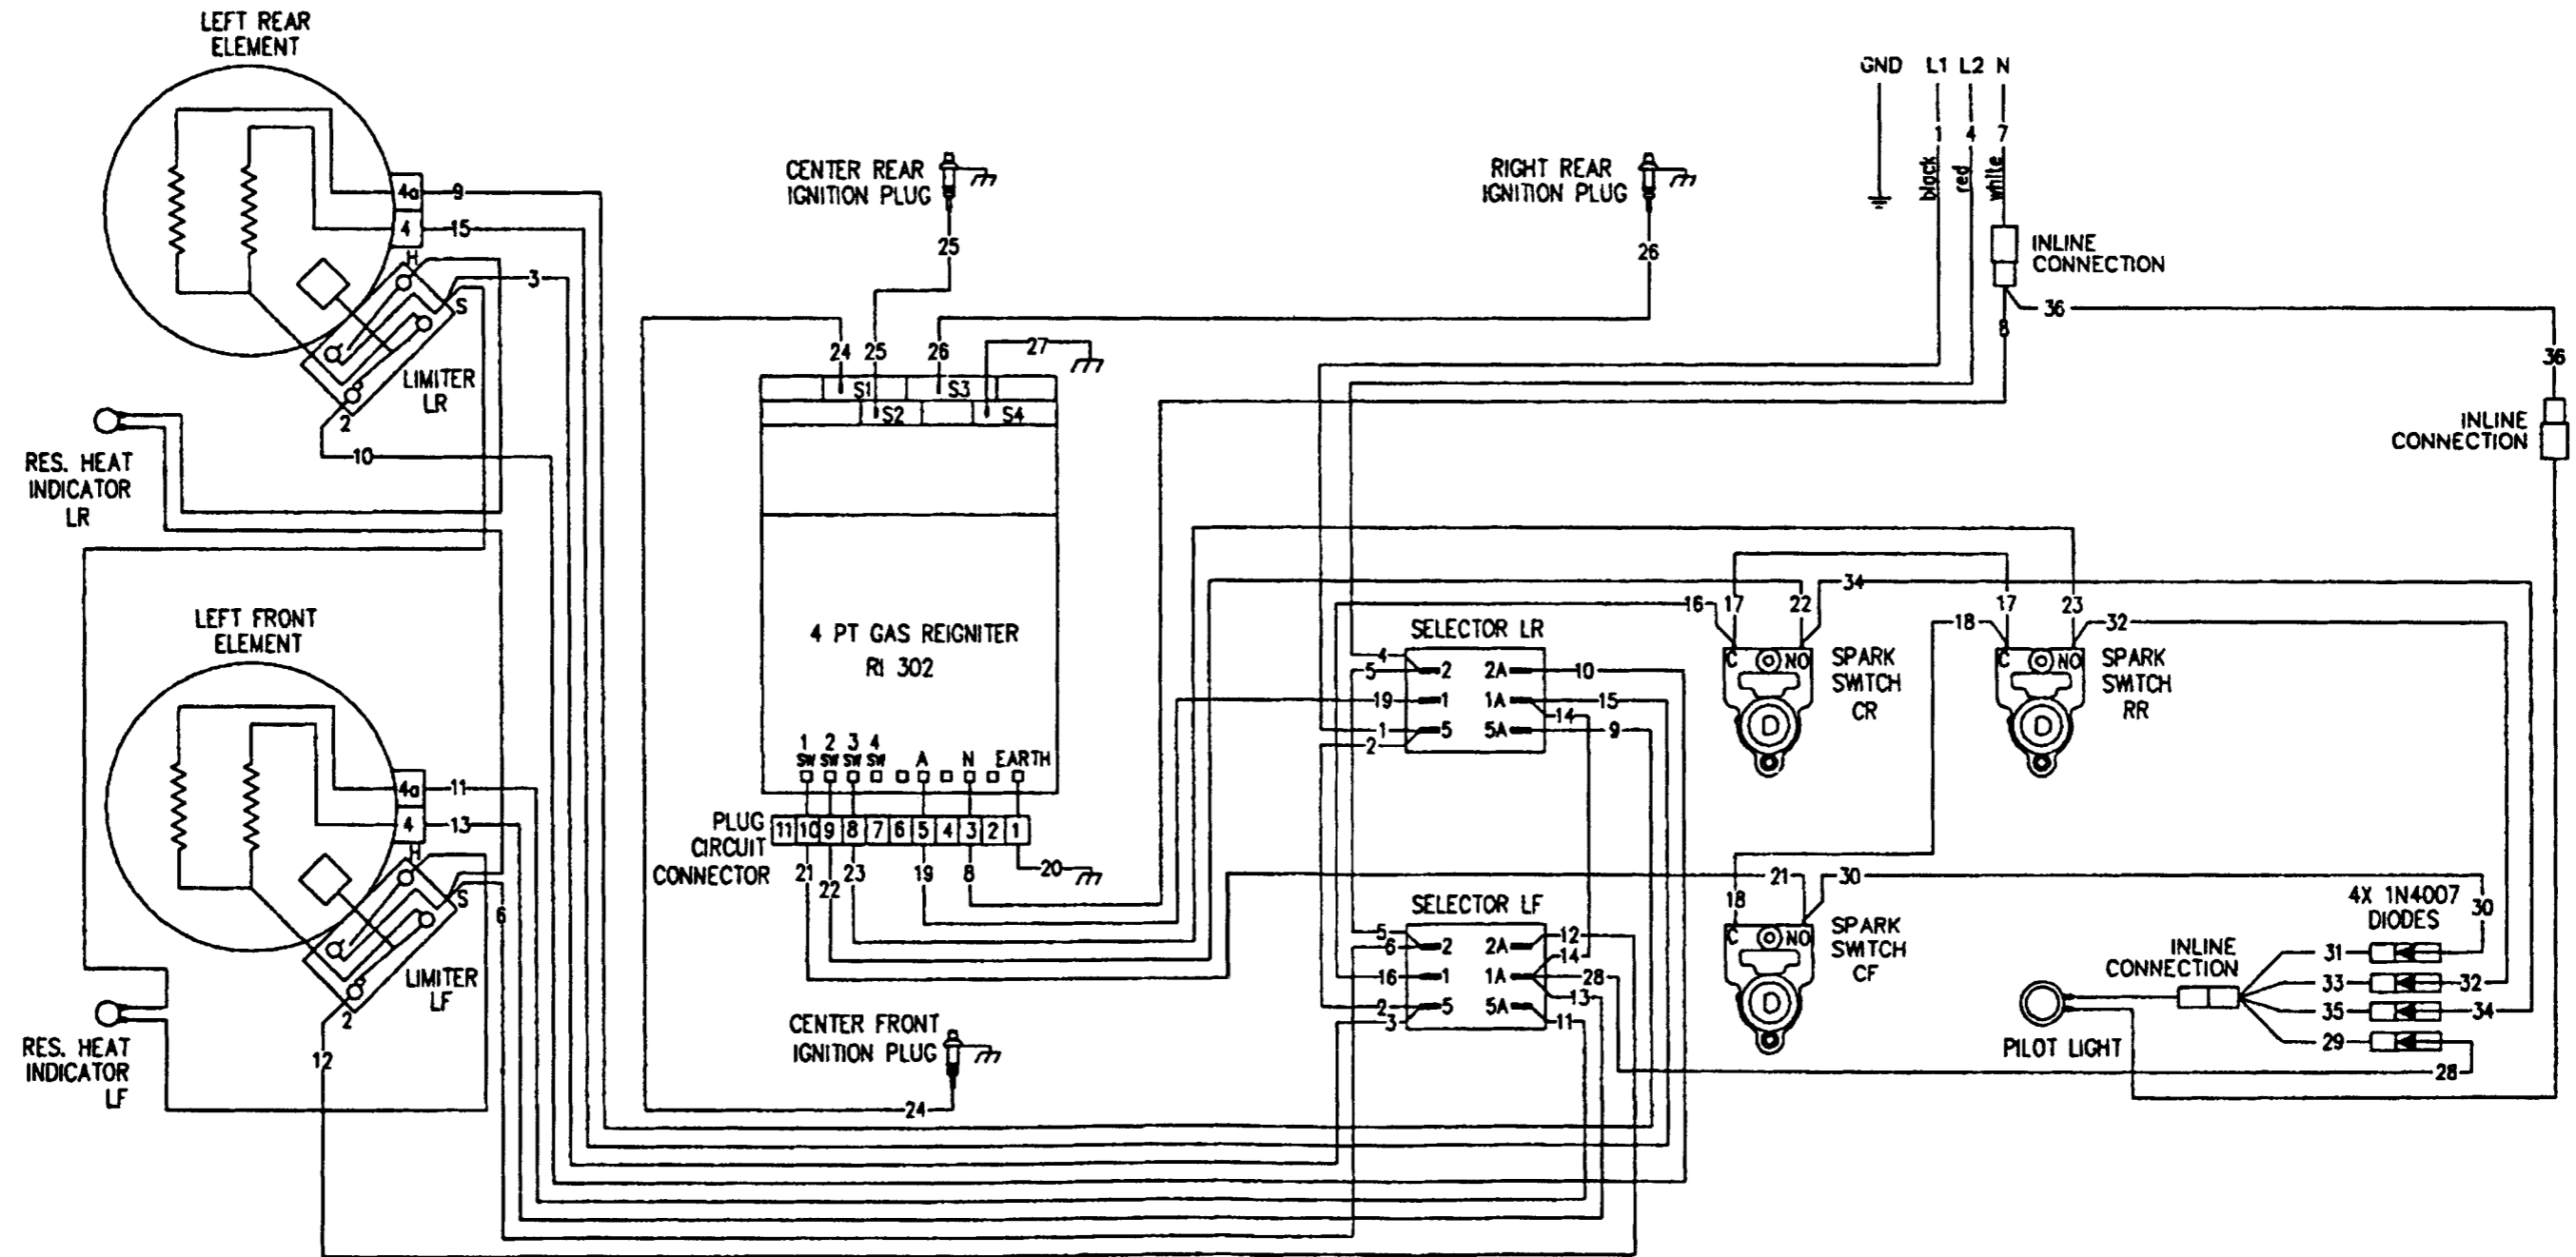 LEFT REAR
ELEMENT
4a
9
4
15
H
3
S
LIMITER
LR
2
10
RES. HEAT
INDICATOR
LR
LEFT FRONT
ELEMENT
4a
11
4
13
H
S
6
LIMITER
LF
2
12
RES. HEAT
INDICATOR
LF
CENTER REAR
IGNITION PLUG
25
24
25
26
27
S1
S3
S2
S4
4 PT GAS REIGNITER
RI 302
1 2 3 4
SW SW SW SW A N EARTH
PLUG
CIRCUIT
CONNECTOR
11 10 9 8 7 6 5 4 3 2 1
21 22 23 19 8 20
CENTER FRONT
IGNITION PLUG
24
RIGHT REAR
IGNITION PLUG
26
GND L1 L2 N
1 4 7
black
red
white
INLINE
CONNECTION
36
8
36
INLINE
CONNECTION
SELECTOR LR
4
5 2 2A 10
19 1 1A 15
14
1 5 5A 9
2
SELECTOR LF
5 12
6 2 2A
14
16 1 1A 28
13
2 5 5A
3 11
16 17 22 34
C NO
SPARK
SWITCH
CR
D
18 17 23 32
C NO
SPARK
SWITCH
RR
D
18 21 30
C NO
SPARK
SWITCH
CF
D
4X 1N4007
DIODES
30
INLINE
CONNECTION
31
33 32
35 34
29
28
PILOT LIGHT